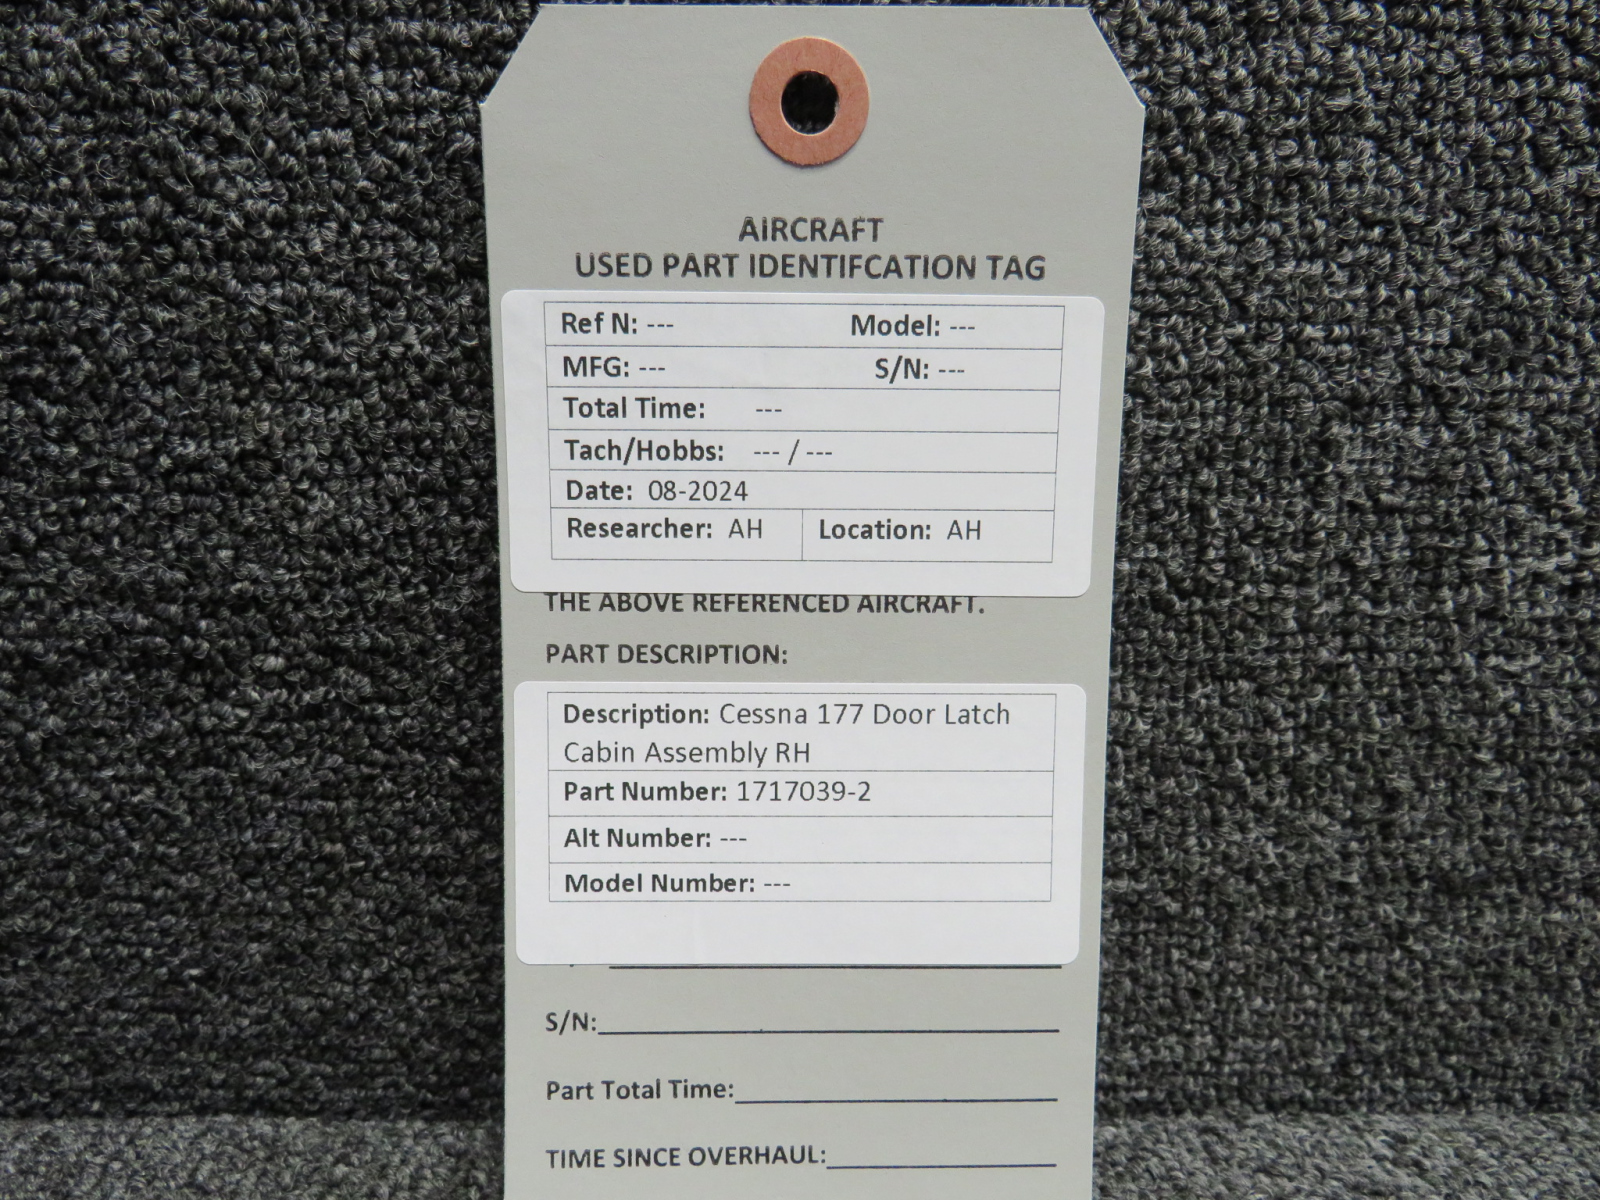 AIRCRAFT
USED PART IDENTIFCATION TAG
Ref N: --- Model: ---
MFG: --- S/N: ---
Total Time: ---
Tach/Hobbs: --- / ---
Date: 08-2024
Researcher: AH Location: AH
THE ABOVE REFERENCED AIRCRAFT.
PART DESCRIPTION:
Description: Cessna 177 Door Latch
Cabin Assembly RH
Part Number: 1717039-2
Alt Number: ---
Model Number: ---
S/N:
Part Total Time:
TIME SINCE OVERHAUL: